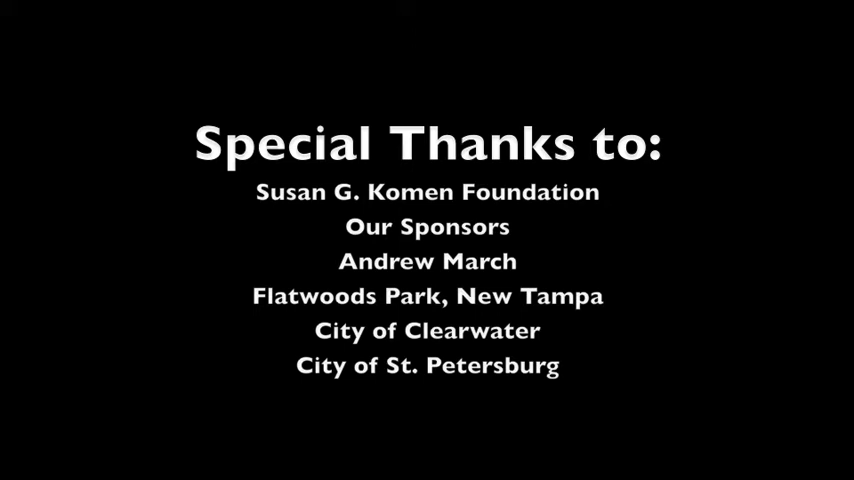 Special Thanks to:
Susan G. Komen Foundation
Our Sponsors
Andrew March
Flatwoods Park, New Tampa
City of Clearwater
City of St. Petersburg